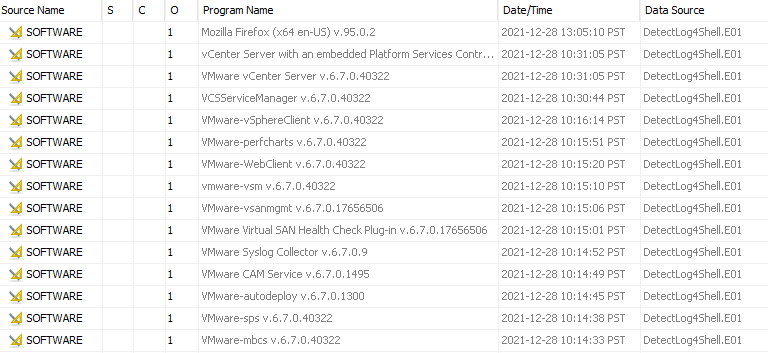 Source Name S C O Program Name Date/Time Data Source
SOFTWARE 1 Mozilla Firefox (x64 en-US) v.95.0.2 2021-12-28 13:05:10 PST DetectLog4Shell.E01
SOFTWARE 1 vCenter Server with an embedded Platform Services Contr... 2021-12-28 10:31:05 PST DetectLog4Shell.E01
SOFTWARE 1 VMware vCenter Server v.6.7.0.40322 2021-12-28 10:31:05 PST DetectLog4Shell.E01
SOFTWARE 1 VCSServiceManager v.6.7.0.40322 2021-12-28 10:30:44 PST DetectLog4Shell.E01
SOFTWARE 1 VMware-vSphereClient v.6.7.0.40322 2021-12-28 10:16:14 PST DetectLog4Shell.E01
SOFTWARE 1 VMware-perfcharts v.6.7.0.40322 2021-12-28 10:15:51 PST DetectLog4Shell.E01
SOFTWARE 1 VMware-WebClient v.6.7.0.40322 2021-12-28 10:15:20 PST DetectLog4Shell.E01
SOFTWARE 1 vmware-vsm v.6.7.0.40322 2021-12-28 10:15:10 PST DetectLog4Shell.E01
SOFTWARE 1 VMware-vsanmgmt v.6.7.0.17656506 2021-12-28 10:15:06 PST DetectLog4Shell.E01
SOFTWARE 1 VMware Virtual SAN Health Check Plug-in v.6.7.0.17656506 2021-12-28 10:15:01 PST DetectLog4Shell.E01
SOFTWARE 1 VMware Syslog Collector v.6.7.0.9 2021-12-28 10:14:52 PST DetectLog4Shell.E01
SOFTWARE 1 VMware CAM Service v.6.7.0.1495 2021-12-28 10:14:49 PST DetectLog4Shell.E01
SOFTWARE 1 VMware-autodeploy v.6.7.0.1300 2021-12-28 10:14:45 PST DetectLog4Shell.E01
SOFTWARE 1 VMware-sps v.6.7.0.40322 2021-12-28 10:14:38 PST DetectLog4Shell.E01
SOFTWARE 1 VMware-mbcs v.6.7.0.40322 2021-12-28 10:14:33 PST DetectLog4Shell.E01